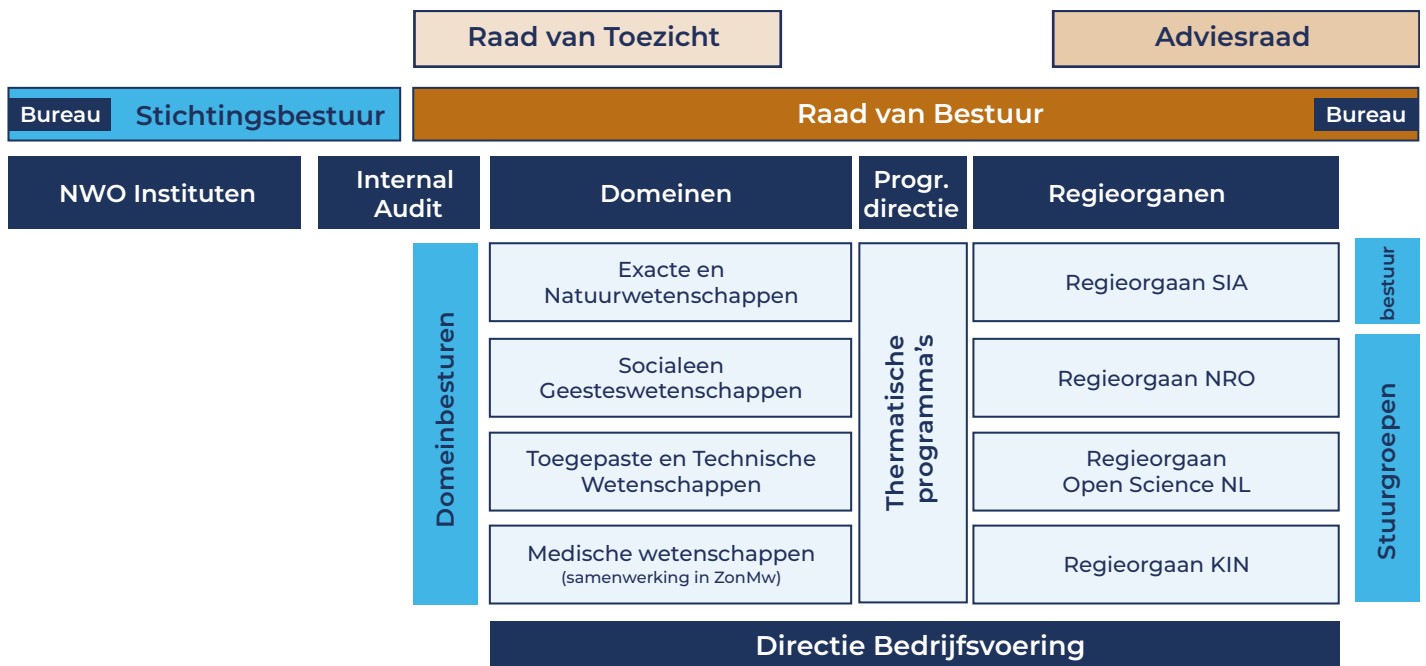 Raad van Toezicht
Adviesraad
Bureau
Stichtingsbestuur
Raad van Bestuur
Bureau
NWO Instituten
Internal
Audit
Domeinen
Progr.
directie
Regieorganen
Domeinbesturen
Exacte en
Natuurwetenschappen
Socialeen
Geesteswetenschappen
Toegepaste en Technische
Wetenschappen
Medische wetenschappen
(samenwerking in ZonMw)
Thermatische
programma's
Regieorgaan SIA
Regieorgaan NRO
Regieorgaan
Open Science NL
Regieorgaan KIN
bestuur
Stuurgroepen
Directie Bedrijfsvoering